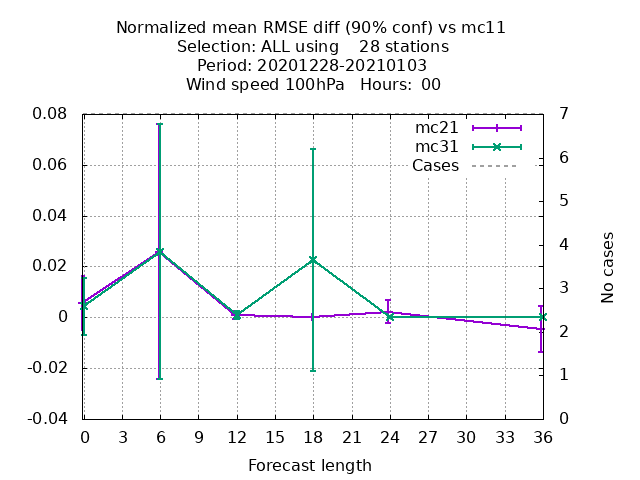 Normalized mean RMSE diff (90% conf) vs mc11
Selection: ALL using    28 stations
Period: 20201228-20210103
Wind speed 100hPa   Hours:  00
0.08
0.06
0.04
0.02
0
-0.02
-0.04
7
6
5
4
3
2
1
0
mc21
mc31
Cases
No cases
0 3 6 9 12 15 18 21 24 27 30 33 36
Forecast length